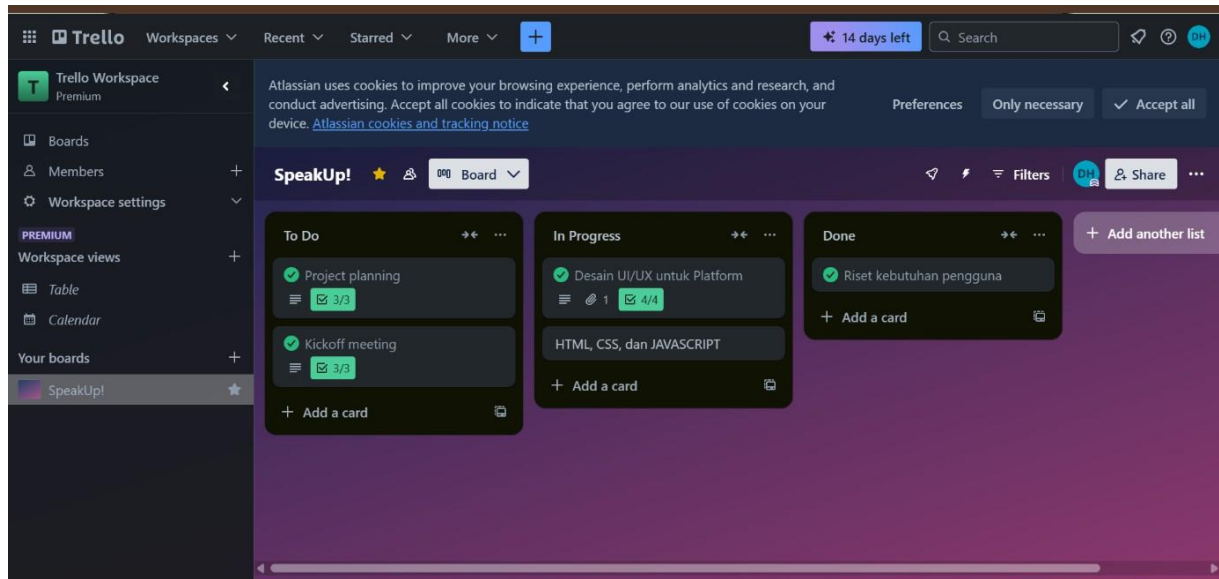 Trello Workspaces Recent Starred More + 14 days left Search DH
T Trello Workspace
Premium
Boards
Members +
Workspace settings
PREMIUM
Workspace views +
Table
Calendar
Your boards +
SpeakUp!
Atlassian uses cookies to improve your browsing experience, perform analytics and research, and
conduct advertising. Accept all cookies to indicate that you agree to our use of cookies on your
device. Atlassian cookies and tracking notice
Preferences Only necessary Accept all
SpeakUp! Board Filters DH Share
To Do
Project planning
3/3
Kickoff meeting
3/3
+ Add a card
In Progress
Desain UI/UX untuk Platform
1 4/4
HTML, CSS, dan JAVASCRIPT
+ Add a card
Done
Riset kebutuhan pengguna
+ Add a card
+ Add another list